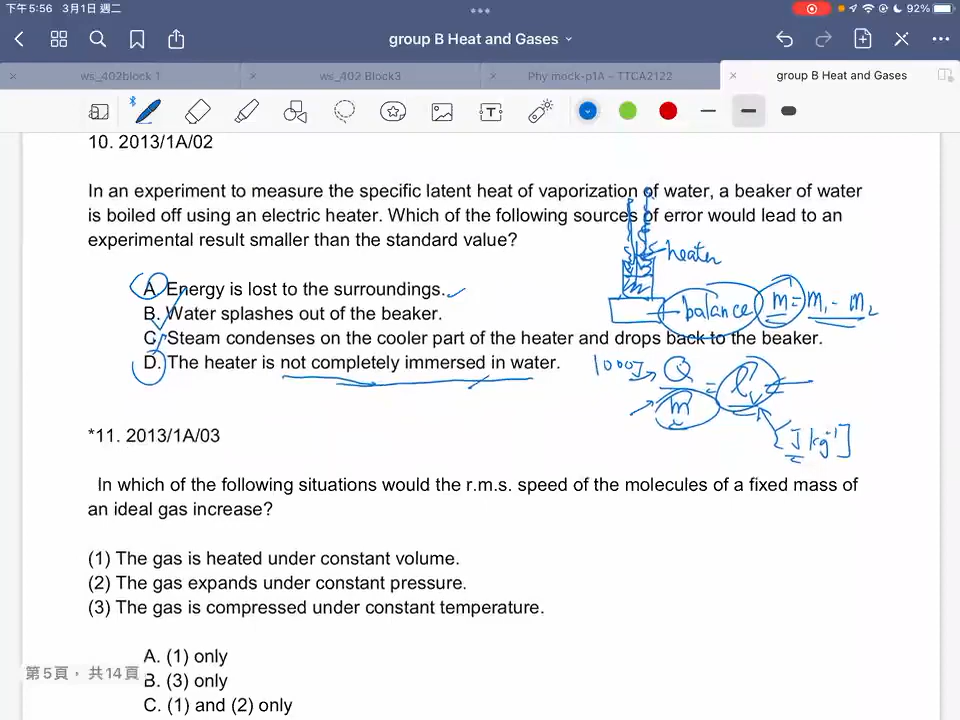 下午5:56 3月1日 週二
92%
group B Heat and Gases
ws_402block 1
ws_402 Block3
Phy mock-p1A – TTCA2122
group B Heat and Gases
10. 2013/1A/02
In an experiment to measure the specific latent heat of vaporization of water, a beaker of water
is boiled off using an electric heater. Which of the following sources of error would lead to an
experimental result smaller than the standard value?
heater
A. Energy is lost to the surroundings.
balance m = m₁ - m₂
B. Water splashes out of the beaker.
C. Steam condenses on the cooler part of the heater and drops back to the beaker.
D. The heater is not completely immersed in water.
1000J Q = ℓv
m
[J kg⁻¹]
*11. 2013/1A/03
In which of the following situations would the r.m.s. speed of the molecules of a fixed mass of
an ideal gas increase?
(1) The gas is heated under constant volume.
(2) The gas expands under constant pressure.
(3) The gas is compressed under constant temperature.
A. (1) only
第5頁，共14頁
B. (3) only
C. (1) and (2) only